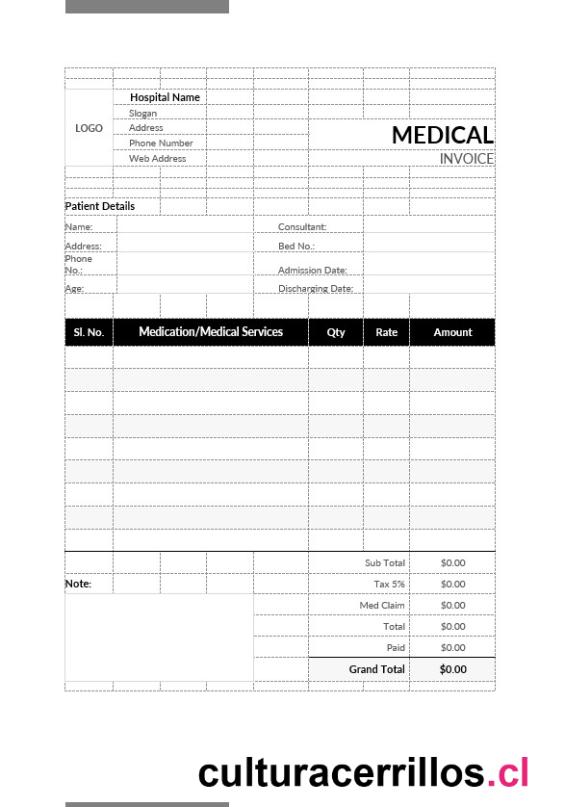 Hospital Name
Slogan
LOGO Address
MEDICAL
Phone Number
Web Address INVOICE
Patient Details
Name: Consultant:
Address: Bed No.:
Phone
No.: Admission Date:
Age: Discharging Date:
Sl. No. Medication/Medical Services Qty Rate Amount
Sub Total $0.00
Note: Tax 5% $0.00
Med Claim $0.00
Total $0.00
Paid $0.00
Grand Total $0.00
culturacerrillos.cl